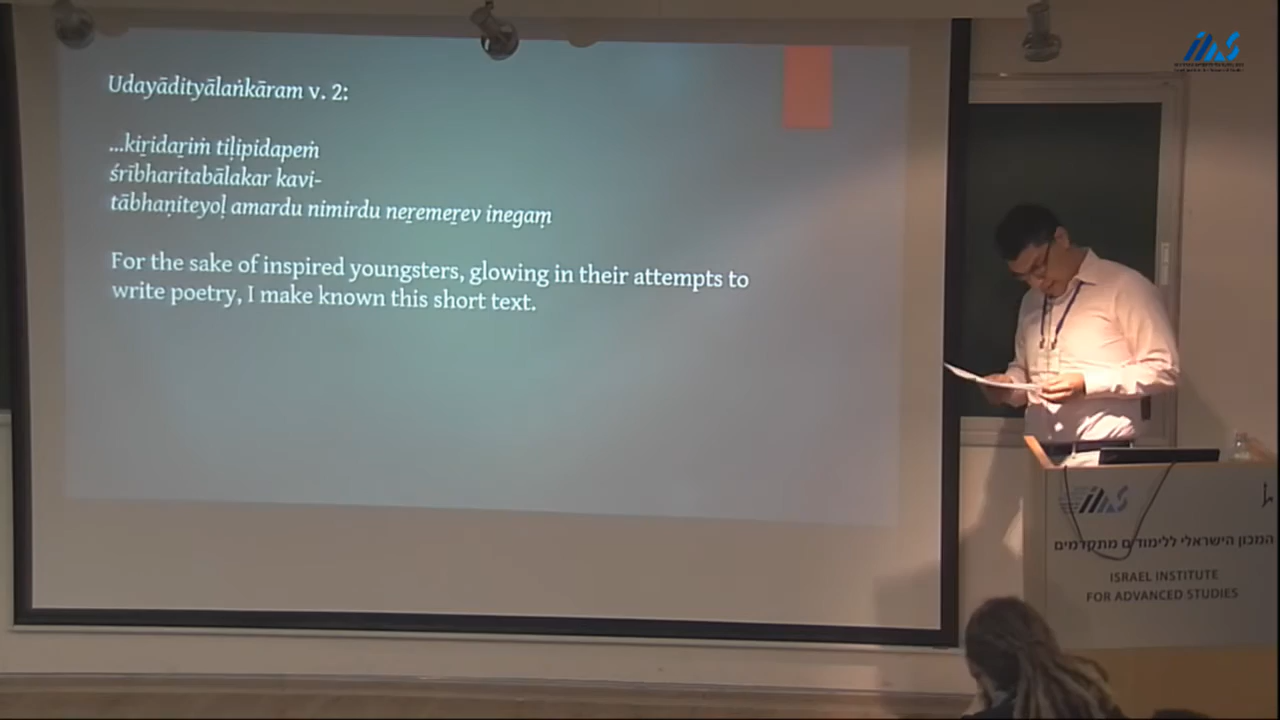 Udayādityālaṅkāram v. 2:
...kiṟidaṟiṁ tiḷipidapeṁ
śrībharitabālakar kavi-
tābhaṇiteyoḷ amardu nimirdu neṟemeṟev inegaṃ
For the sake of inspired youngsters, glowing in their attempts to
write poetry, I make known this short text.
המכון הישראלי ללימודים מתקדמים
ISRAEL INSTITUTE
FOR ADVANCED STUDIES